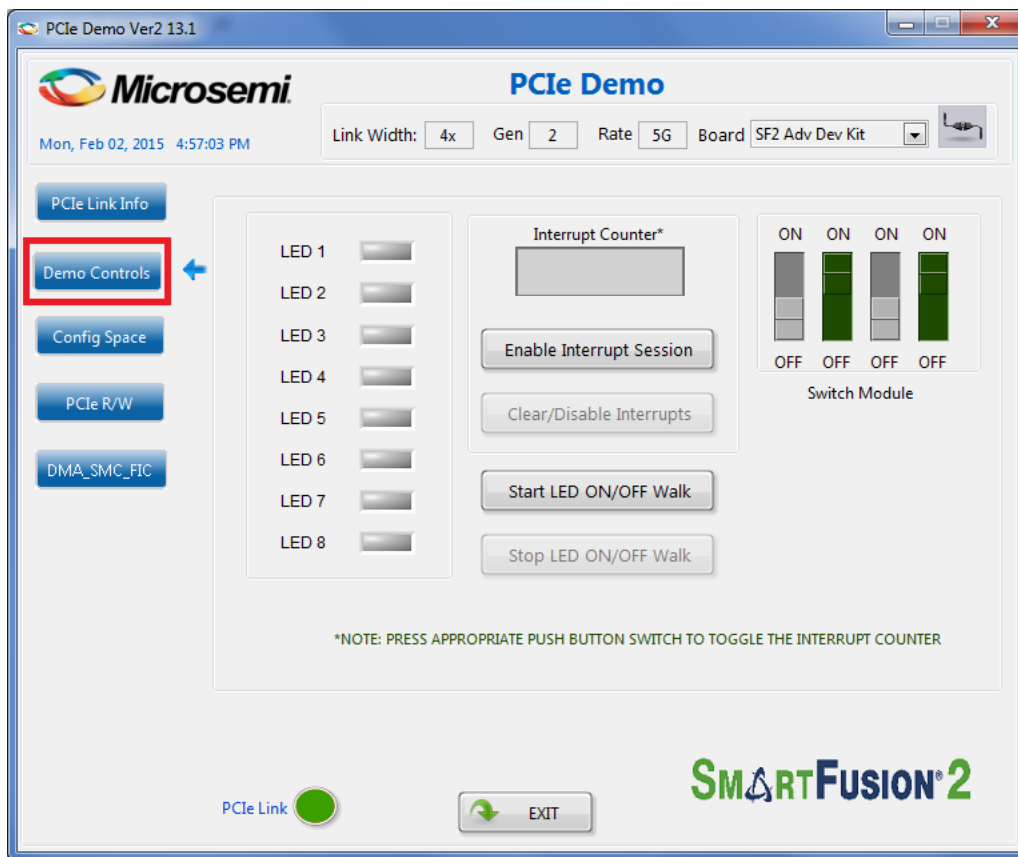 PCIe Demo Ver2 13.1
Microsemi.
PCIe Demo
Mon, Feb 02, 2015 4:57:03 PM
Link Width: 4x Gen 2 Rate 5G Board SF2 Adv Dev Kit
PCIe Link Info
Demo Controls
Config Space
PCIe R/W
DMA_SMC_FIC
LED 1
LED 2
LED 3
LED 4
LED 5
LED 6
LED 7
LED 8
Interrupt Counter*
Enable Interrupt Session
Clear/Disable Interrupts
Start LED ON/OFF Walk
Stop LED ON/OFF Walk
ON ON ON ON
OFF OFF OFF OFF
Switch Module
*NOTE: PRESS APPROPRIATE PUSH BUTTON SWITCH TO TOGGLE THE INTERRUPT COUNTER
PCIe Link
EXIT
SMARTFUSION®2